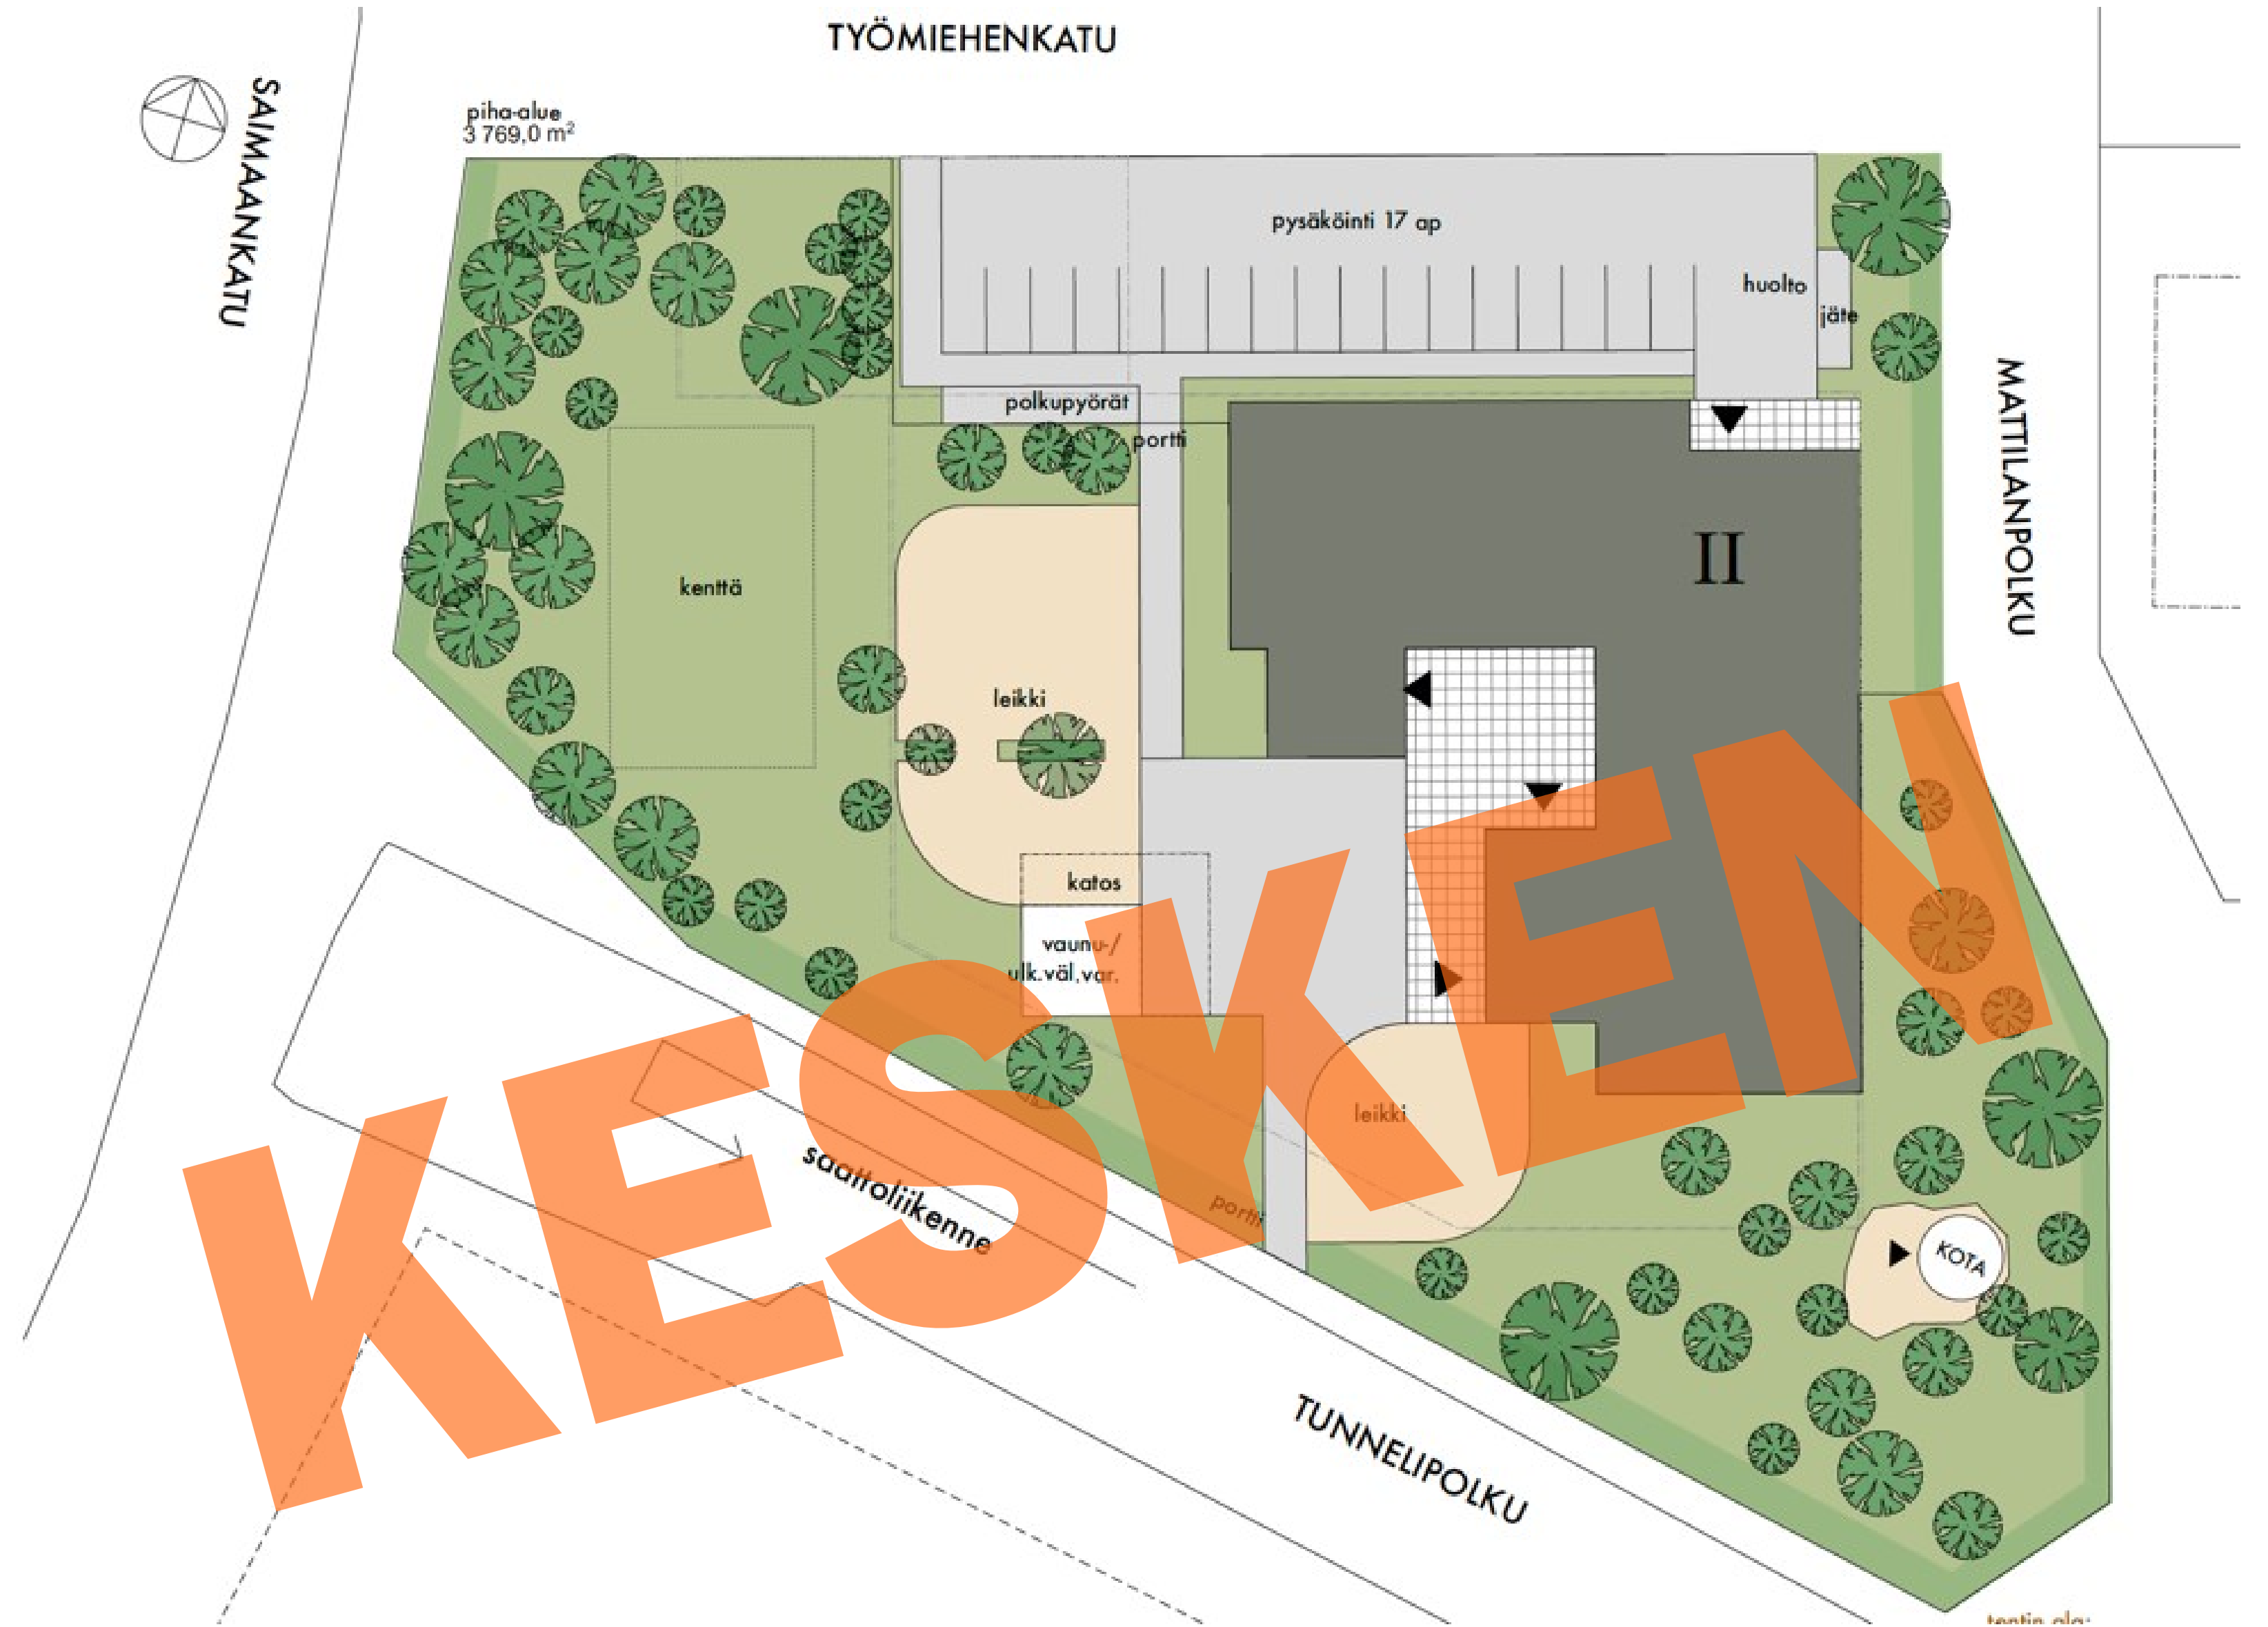 TYÖMIEHENKATU
SAIMAANKATU
piha-alue
3 769,0 m²
pysäköinti 17 ap
huolto
jäte
polkupyörät
portti
MATTILANPOLKU
II
kenttä
leikki
katos
vaunu-/
ulk.väl.var.
KESKEN
leikki
saattoliikenne
portti
KOTA
TUNNELIPOLKU